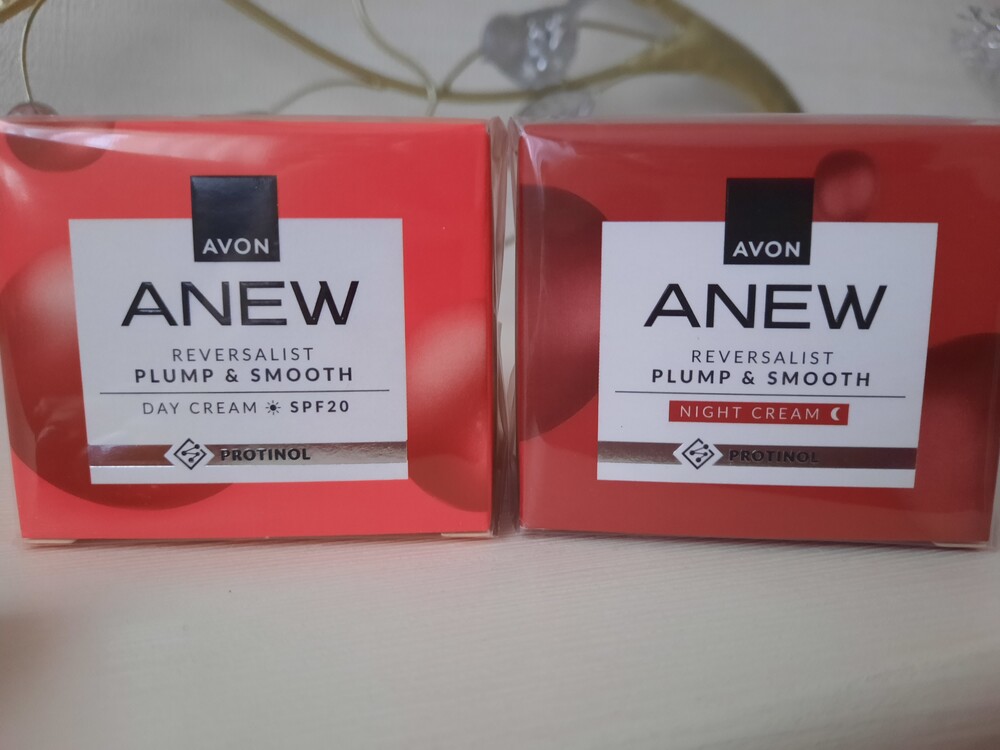 AVON
ANEW
REVERSALIST
PLUMP & SMOOTH
DAY CREAM SPF20
PROTINOL
AVON
ANEW
REVERSALIST
PLUMP & SMOOTH
NIGHT CREAM
PROTINOL